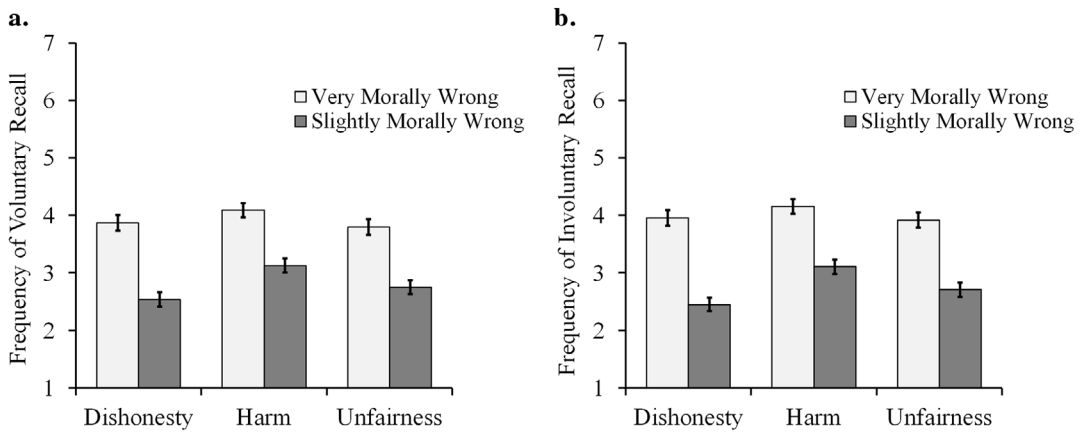 a.
Frequency of Voluntary Recall
7
6
5
4
3
2
1
Very Morally Wrong
Slightly Morally Wrong
Dishonesty Harm Unfairness
b.
Frequency of Involuntary Recall
7
6
5
4
3
2
1
Very Morally Wrong
Slightly Morally Wrong
Dishonesty Harm Unfairness